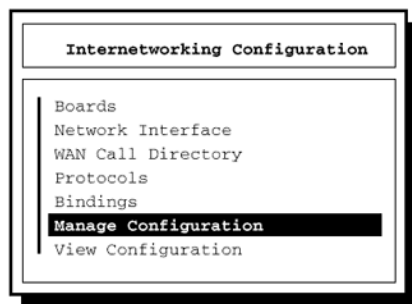 Internetworking Configuration
Boards
Network Interface
WAN Call Directory
Protocols
Bindings
Manage Configuration
View Configuration